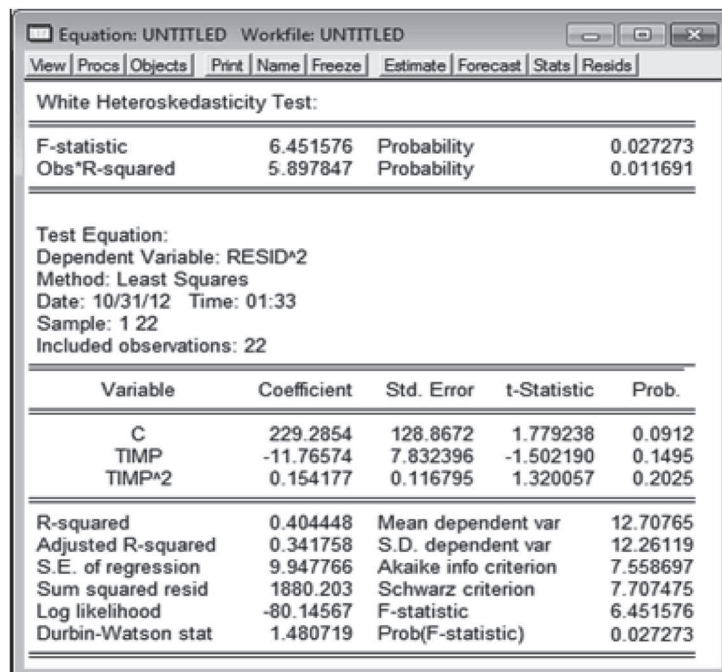 Equation: UNTITLED Workfile: UNTITLED
View Procs Objects Print Name Freeze Estimate Forecast Stats Resids
White Heteroskedasticity Test:
F-statistic 6.451576 Probability 0.027273
Obs*R-squared 5.897847 Probability 0.011691
Test Equation:
Dependent Variable: RESID^2
Method: Least Squares
Date: 10/31/12 Time: 01:33
Sample: 1 22
Included observations: 22
Variable Coefficient Std. Error t-Statistic Prob.
C 229.2854 128.8672 1.779238 0.0912
TIMP -11.76574 7.832396 -1.502190 0.1495
TIMP^2 0.154177 0.116795 1.320057 0.2025
R-squared 0.404448 Mean dependent var 12.70765
Adjusted R-squared 0.341758 S.D. dependent var 12.26119
S.E. of regression 9.947766 Akaike info criterion 7.558697
Sum squared resid 1880.203 Schwarz criterion 7.707475
Log likelihood -80.14567 F-statistic 6.451576
Durbin-Watson stat 1.480719 Prob(F-statistic) 0.027273